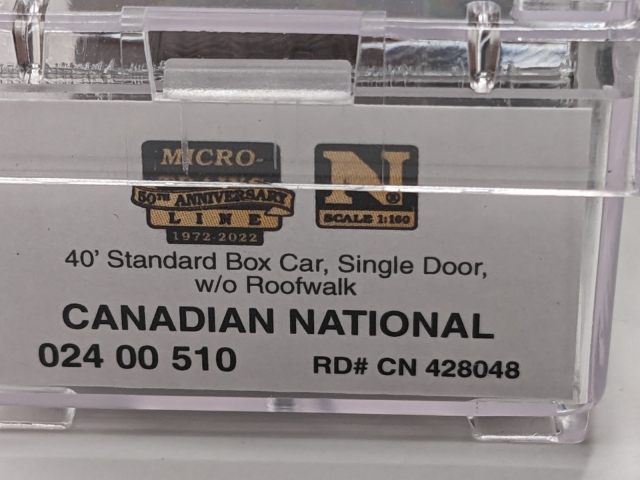 MICRO-
50TH ANNIVERSARY
LINE
1972-2022
N®
SCALE 1:160
40' Standard Box Car, Single Door,
w/o Roofwalk
CANADIAN NATIONAL
024 00 510 RD# CN 428048